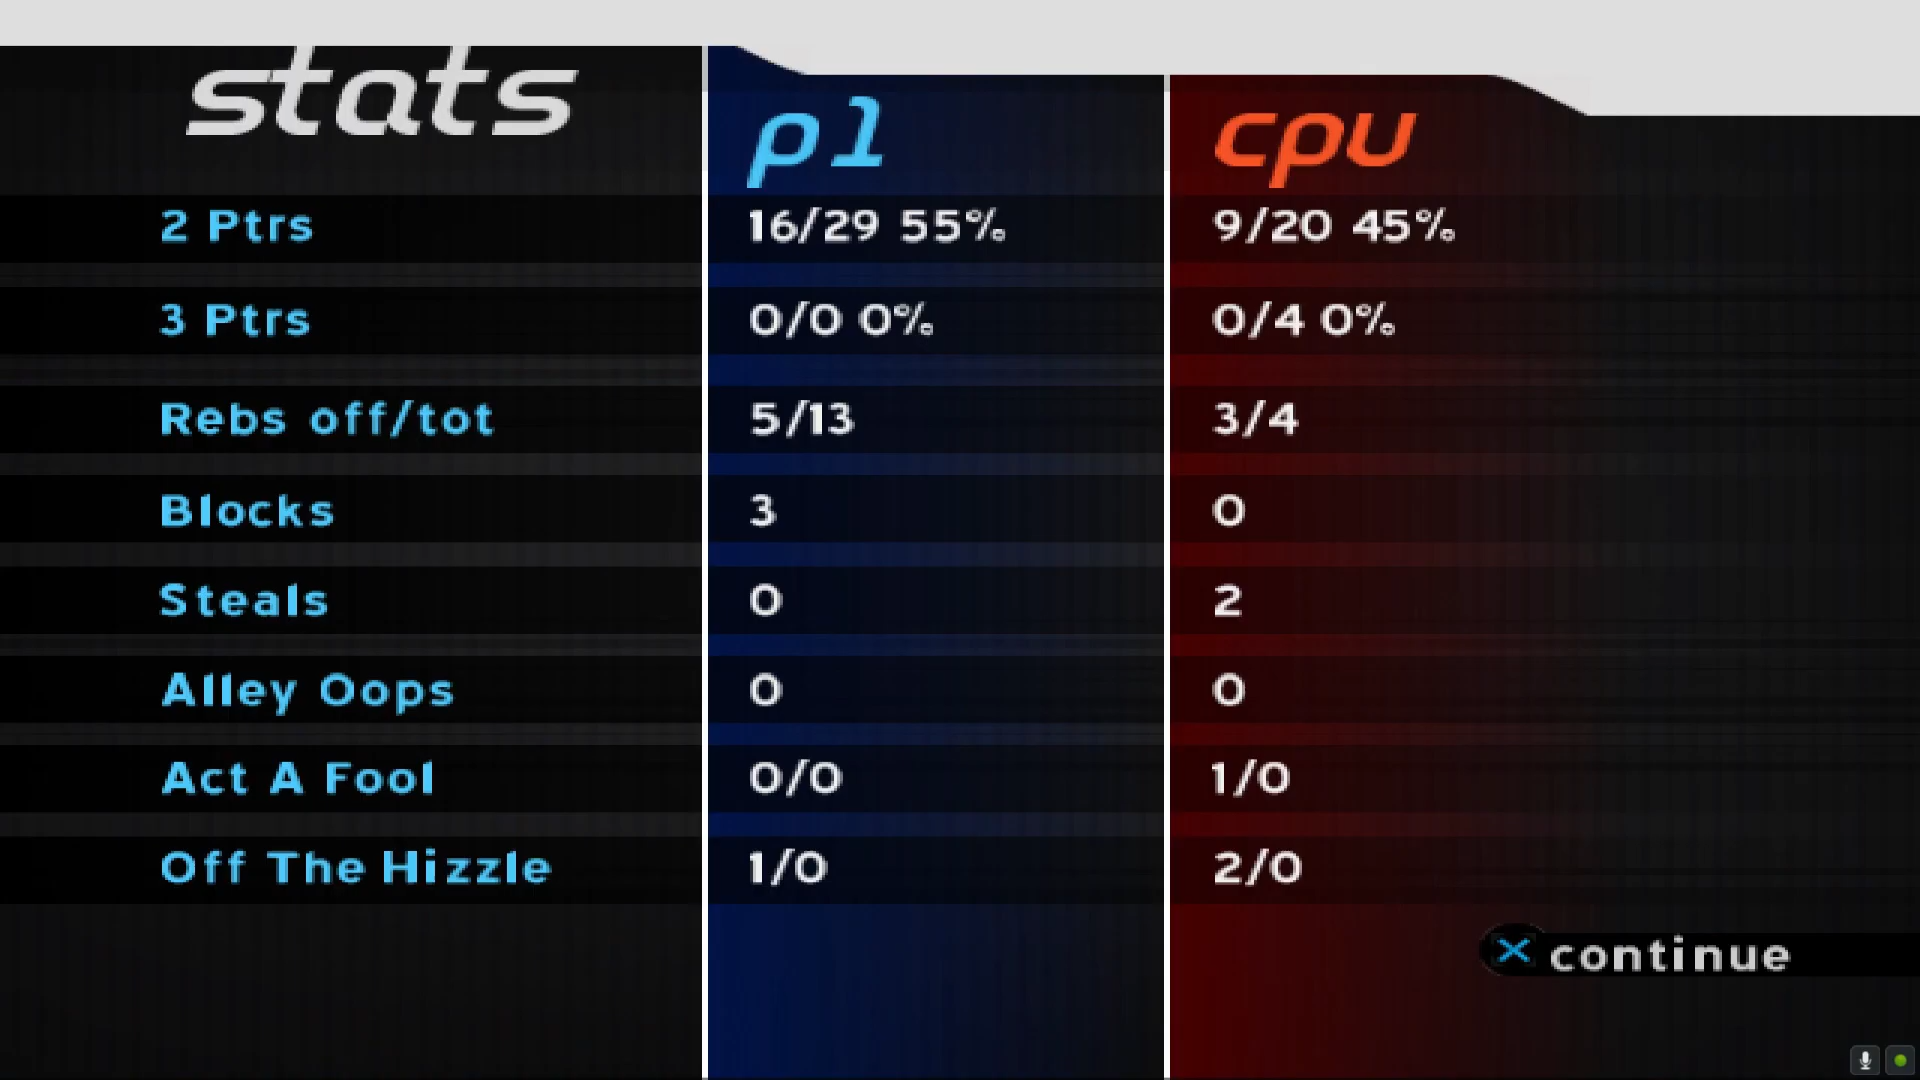 stats p1 cpu
2 Ptrs 16/29 55% 9/20 45%
3 Ptrs 0/0 0% 0/4 0%
Rebs off/tot 5/13 3/4
Blocks 3 0
Steals 0 2
Alley Oops 0 0
Act A Fool 0/0 1/0
Off The Hizzle 1/0 2/0
continue